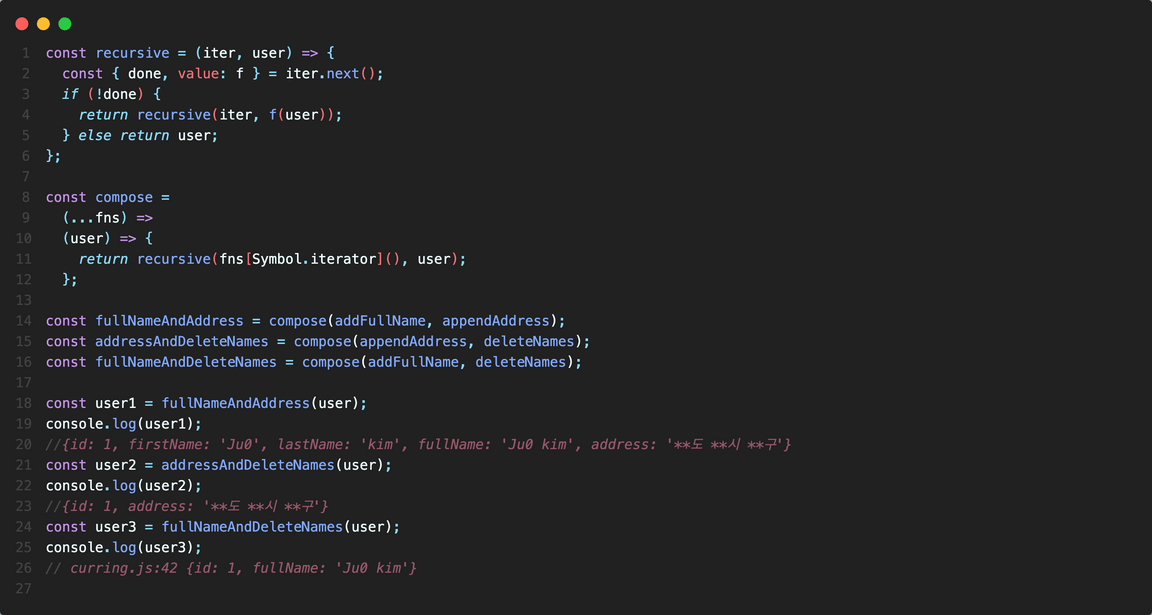 1 const recursive = (iter, user) => {
2   const { done, value: f } = iter.next();
3   if (!done) {
4     return recursive(iter, f(user));
5   } else return user;
6 };
7
8 const compose =
9   (...fns) =>
10   (user) => {
11     return recursive(fns[Symbol.iterator](), user);
12   };
13
14 const fullNameAndAddress = compose(addFullName, appendAddress);
15 const addressAndDeleteNames = compose(appendAddress, deleteNames);
16 const fullNameAndDeleteNames = compose(addFullName, deleteNames);
17
18 const user1 = fullNameAndAddress(user);
19 console.log(user1);
20 //{id: 1, firstName: 'Ju0', lastName: 'kim', fullName: 'Ju0 kim', address: '**도 **시 **구'}
21 const user2 = addressAndDeleteNames(user);
22 console.log(user2);
23 //{id: 1, address: '**도 **시 **구'}
24 const user3 = fullNameAndDeleteNames(user);
25 console.log(user3);
26 // curring.js:42 {id: 1, fullName: 'Ju0 kim'}
27